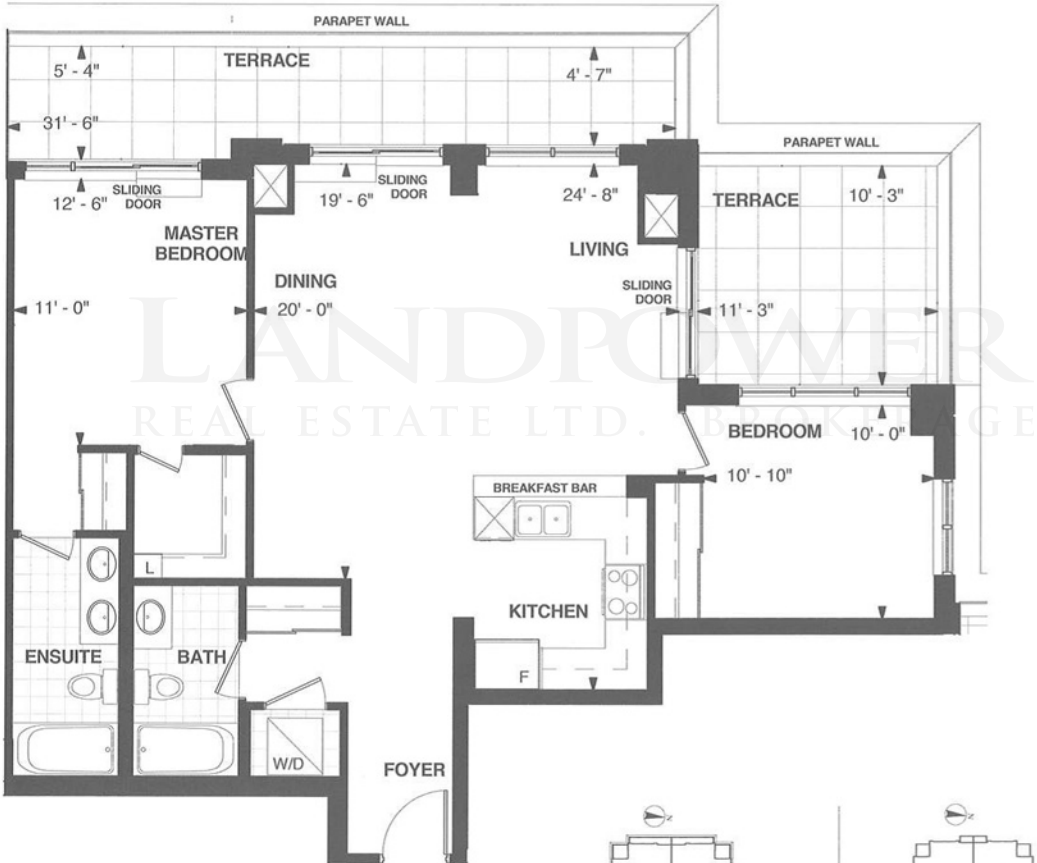 PARAPET WALL
TERRACE
5' - 4"
4' - 7"
31' - 6"
PARAPET WALL
SLIDING
DOOR
12' - 6"
19' - 6"
SLIDING
DOOR
24' - 8"
TERRACE
10' - 3"
MASTER
BEDROOM
LIVING
DINING
SLIDING
DOOR
11' - 0"
20' - 0"
11' - 3"
LANDPOWER
REAL ESTATE LTD. BROKERAGE
BEDROOM
10' - 0"
10' - 10"
BREAKFAST BAR
L
KITCHEN
ENSUITE
BATH
F
W/D
FOYER
N
N